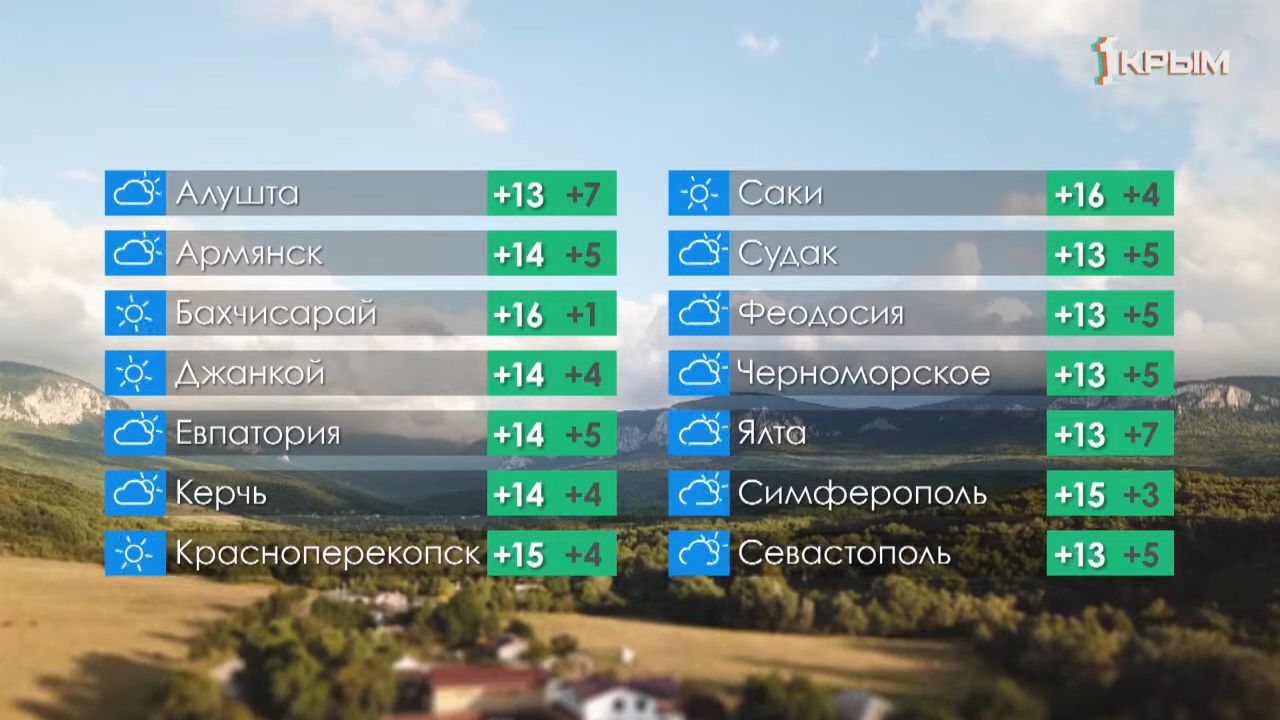 1КРЫМ
Алушта +13 +7
Армянск +14 +5
Бахчисарай +16 +1
Джанкой +14 +4
Евпатория +14 +5
Керчь +14 +4
Красноперекопск +15 +4
Саки +16 +4
Судак +13 +5
Феодосия +13 +5
Черноморское +13 +5
Ялта +13 +7
Симферополь +15 +3
Севастополь +13 +5